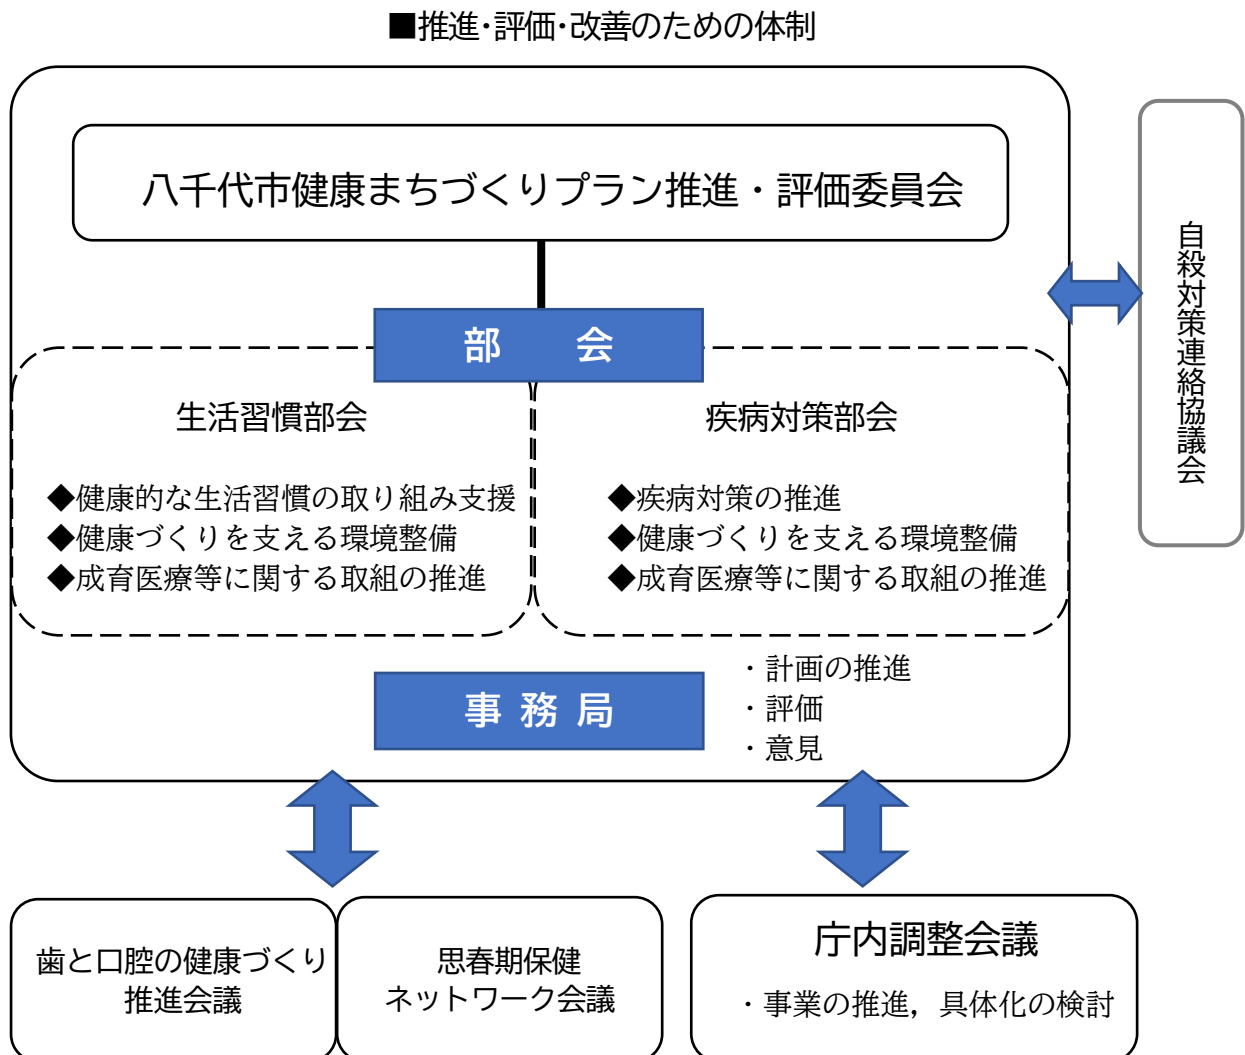 ■推進・評価・改善のための体制
八千代市健康まちづくりプラン推進・評価委員会
自殺対策連絡協議会
部　会
生活習慣部会
◆健康的な生活習慣の取り組み支援
◆健康づくりを支える環境整備
◆成育医療等に関する取組の推進
疾病対策部会
◆疾病対策の推進
◆健康づくりを支える環境整備
◆成育医療等に関する取組の推進
事 務 局
・計画の推進
・評価
・意見
歯と口腔の健康づくり
推進会議
思春期保健
ネットワーク会議
庁内調整会議
・事業の推進，具体化の検討